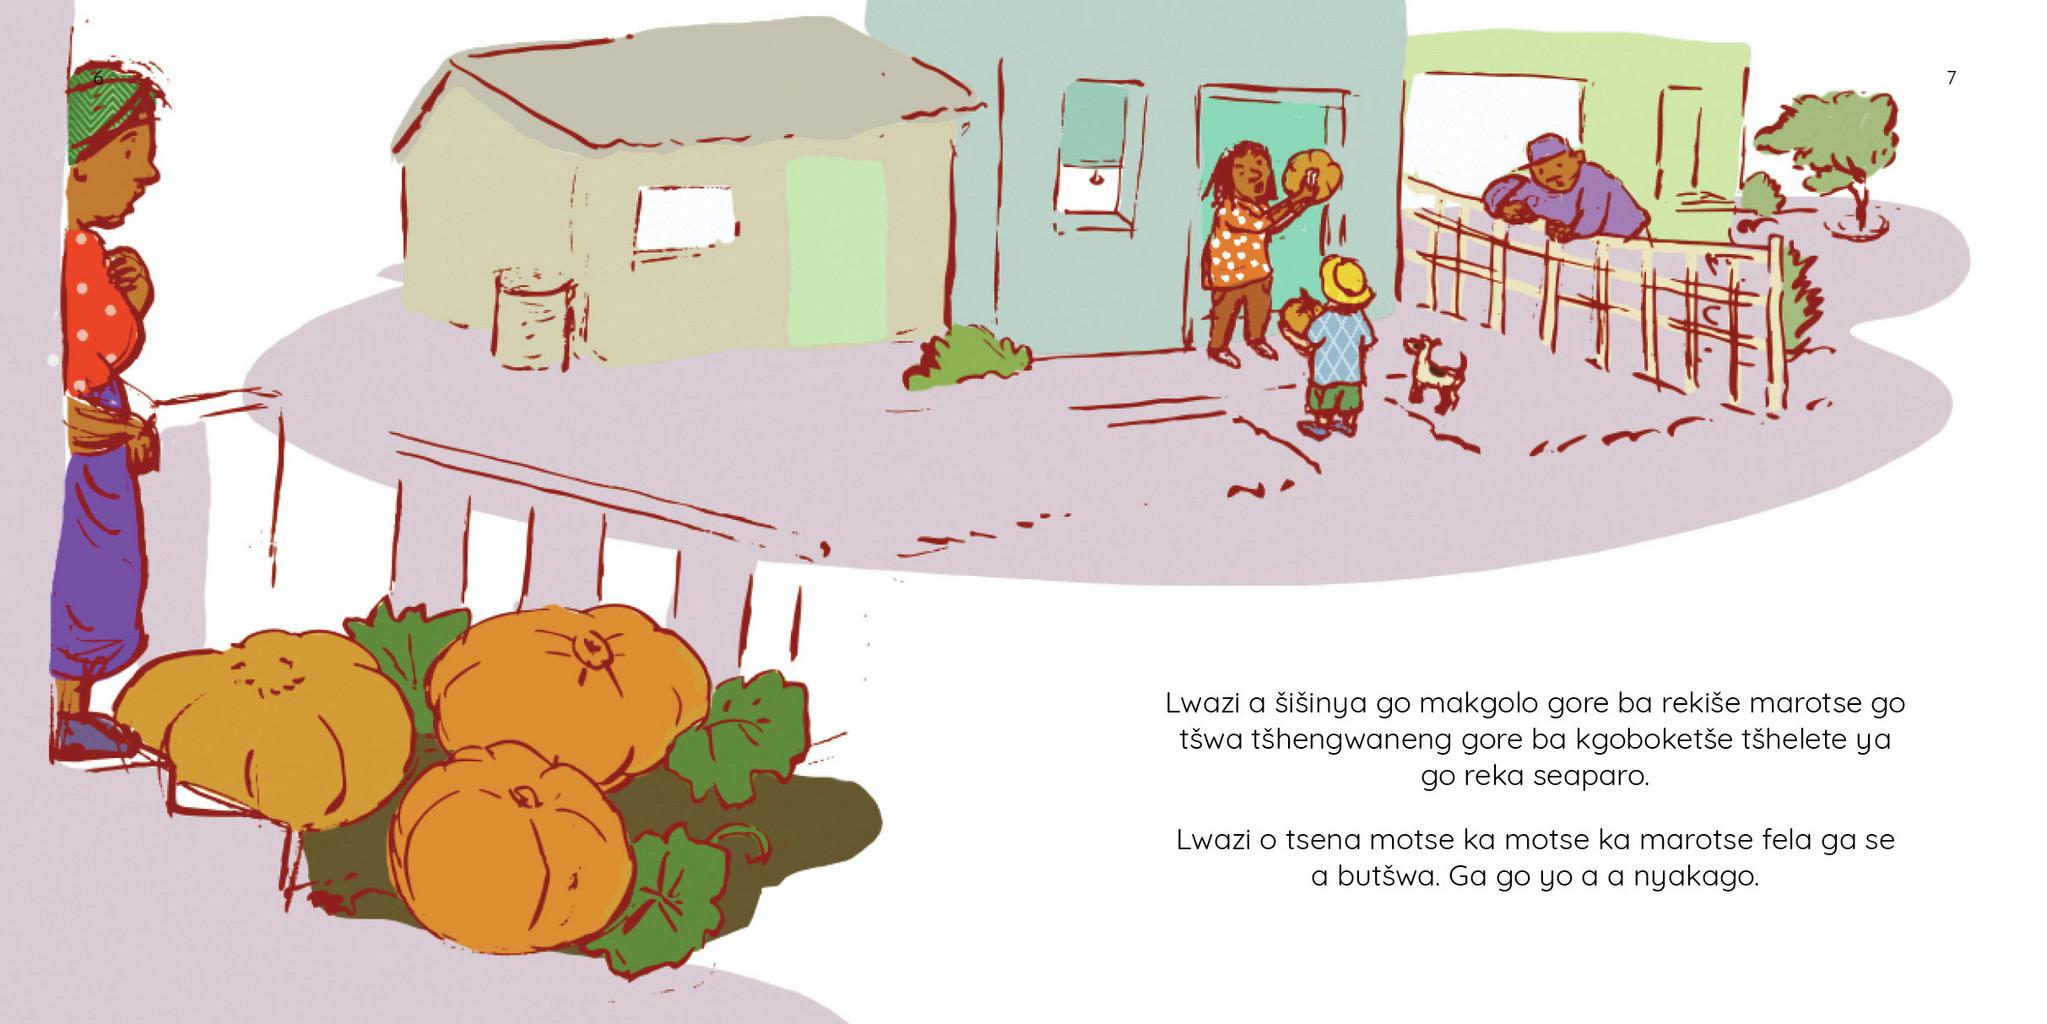 6
7
Lwazi a šišinya go makgolo gore ba rekiše marotse go
tšwa tšhengwaneng gore ba kgoboketše tšhelete ya
go reka seaparo.
Lwazi o tsena motse ka motse ka marotse fela ga se
a butšwa. Ga go yo a a nyakago.